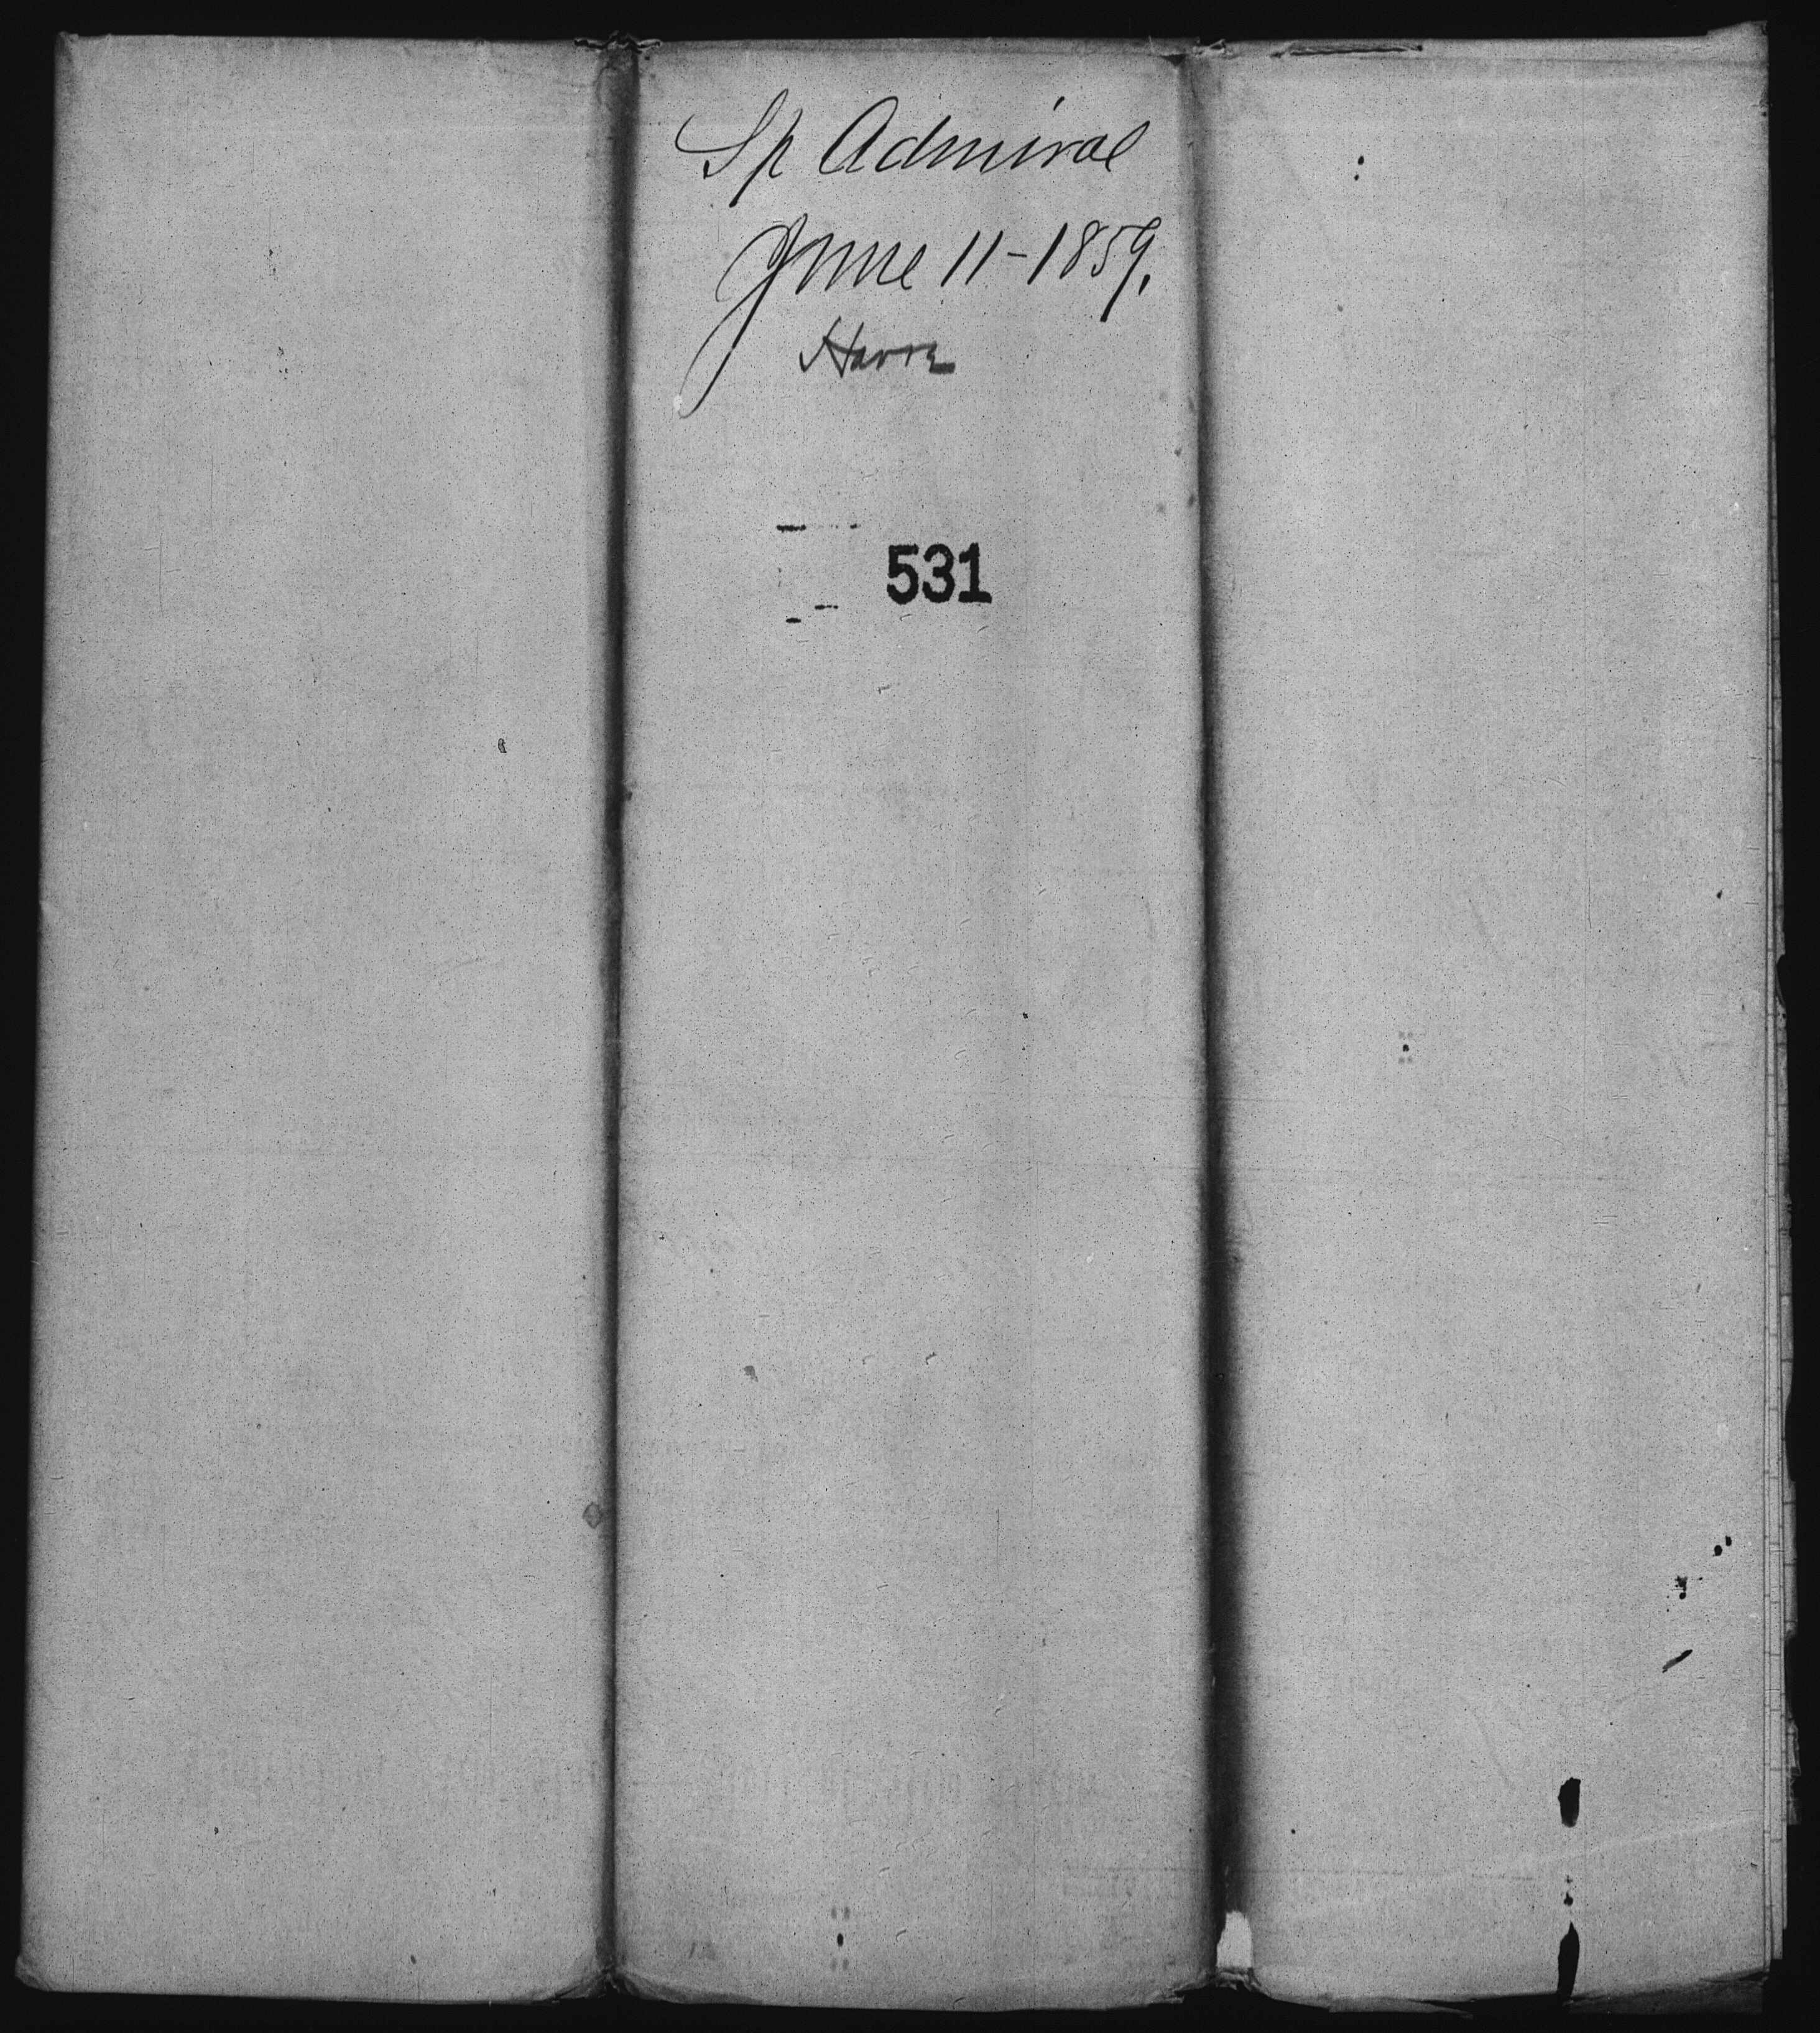 Sp Admiral
June 11-1859.
Havre
531